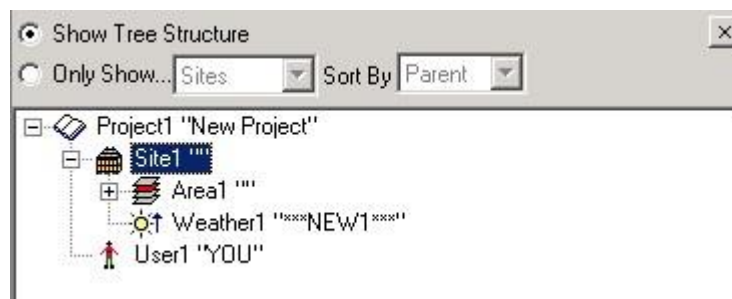 Show Tree Structure
Only Show... Sites Sort By Parent
Project1 "New Project"
Site1 ""
Area1 ""
Weather1 "***NEW1***"
User1 "YOU"